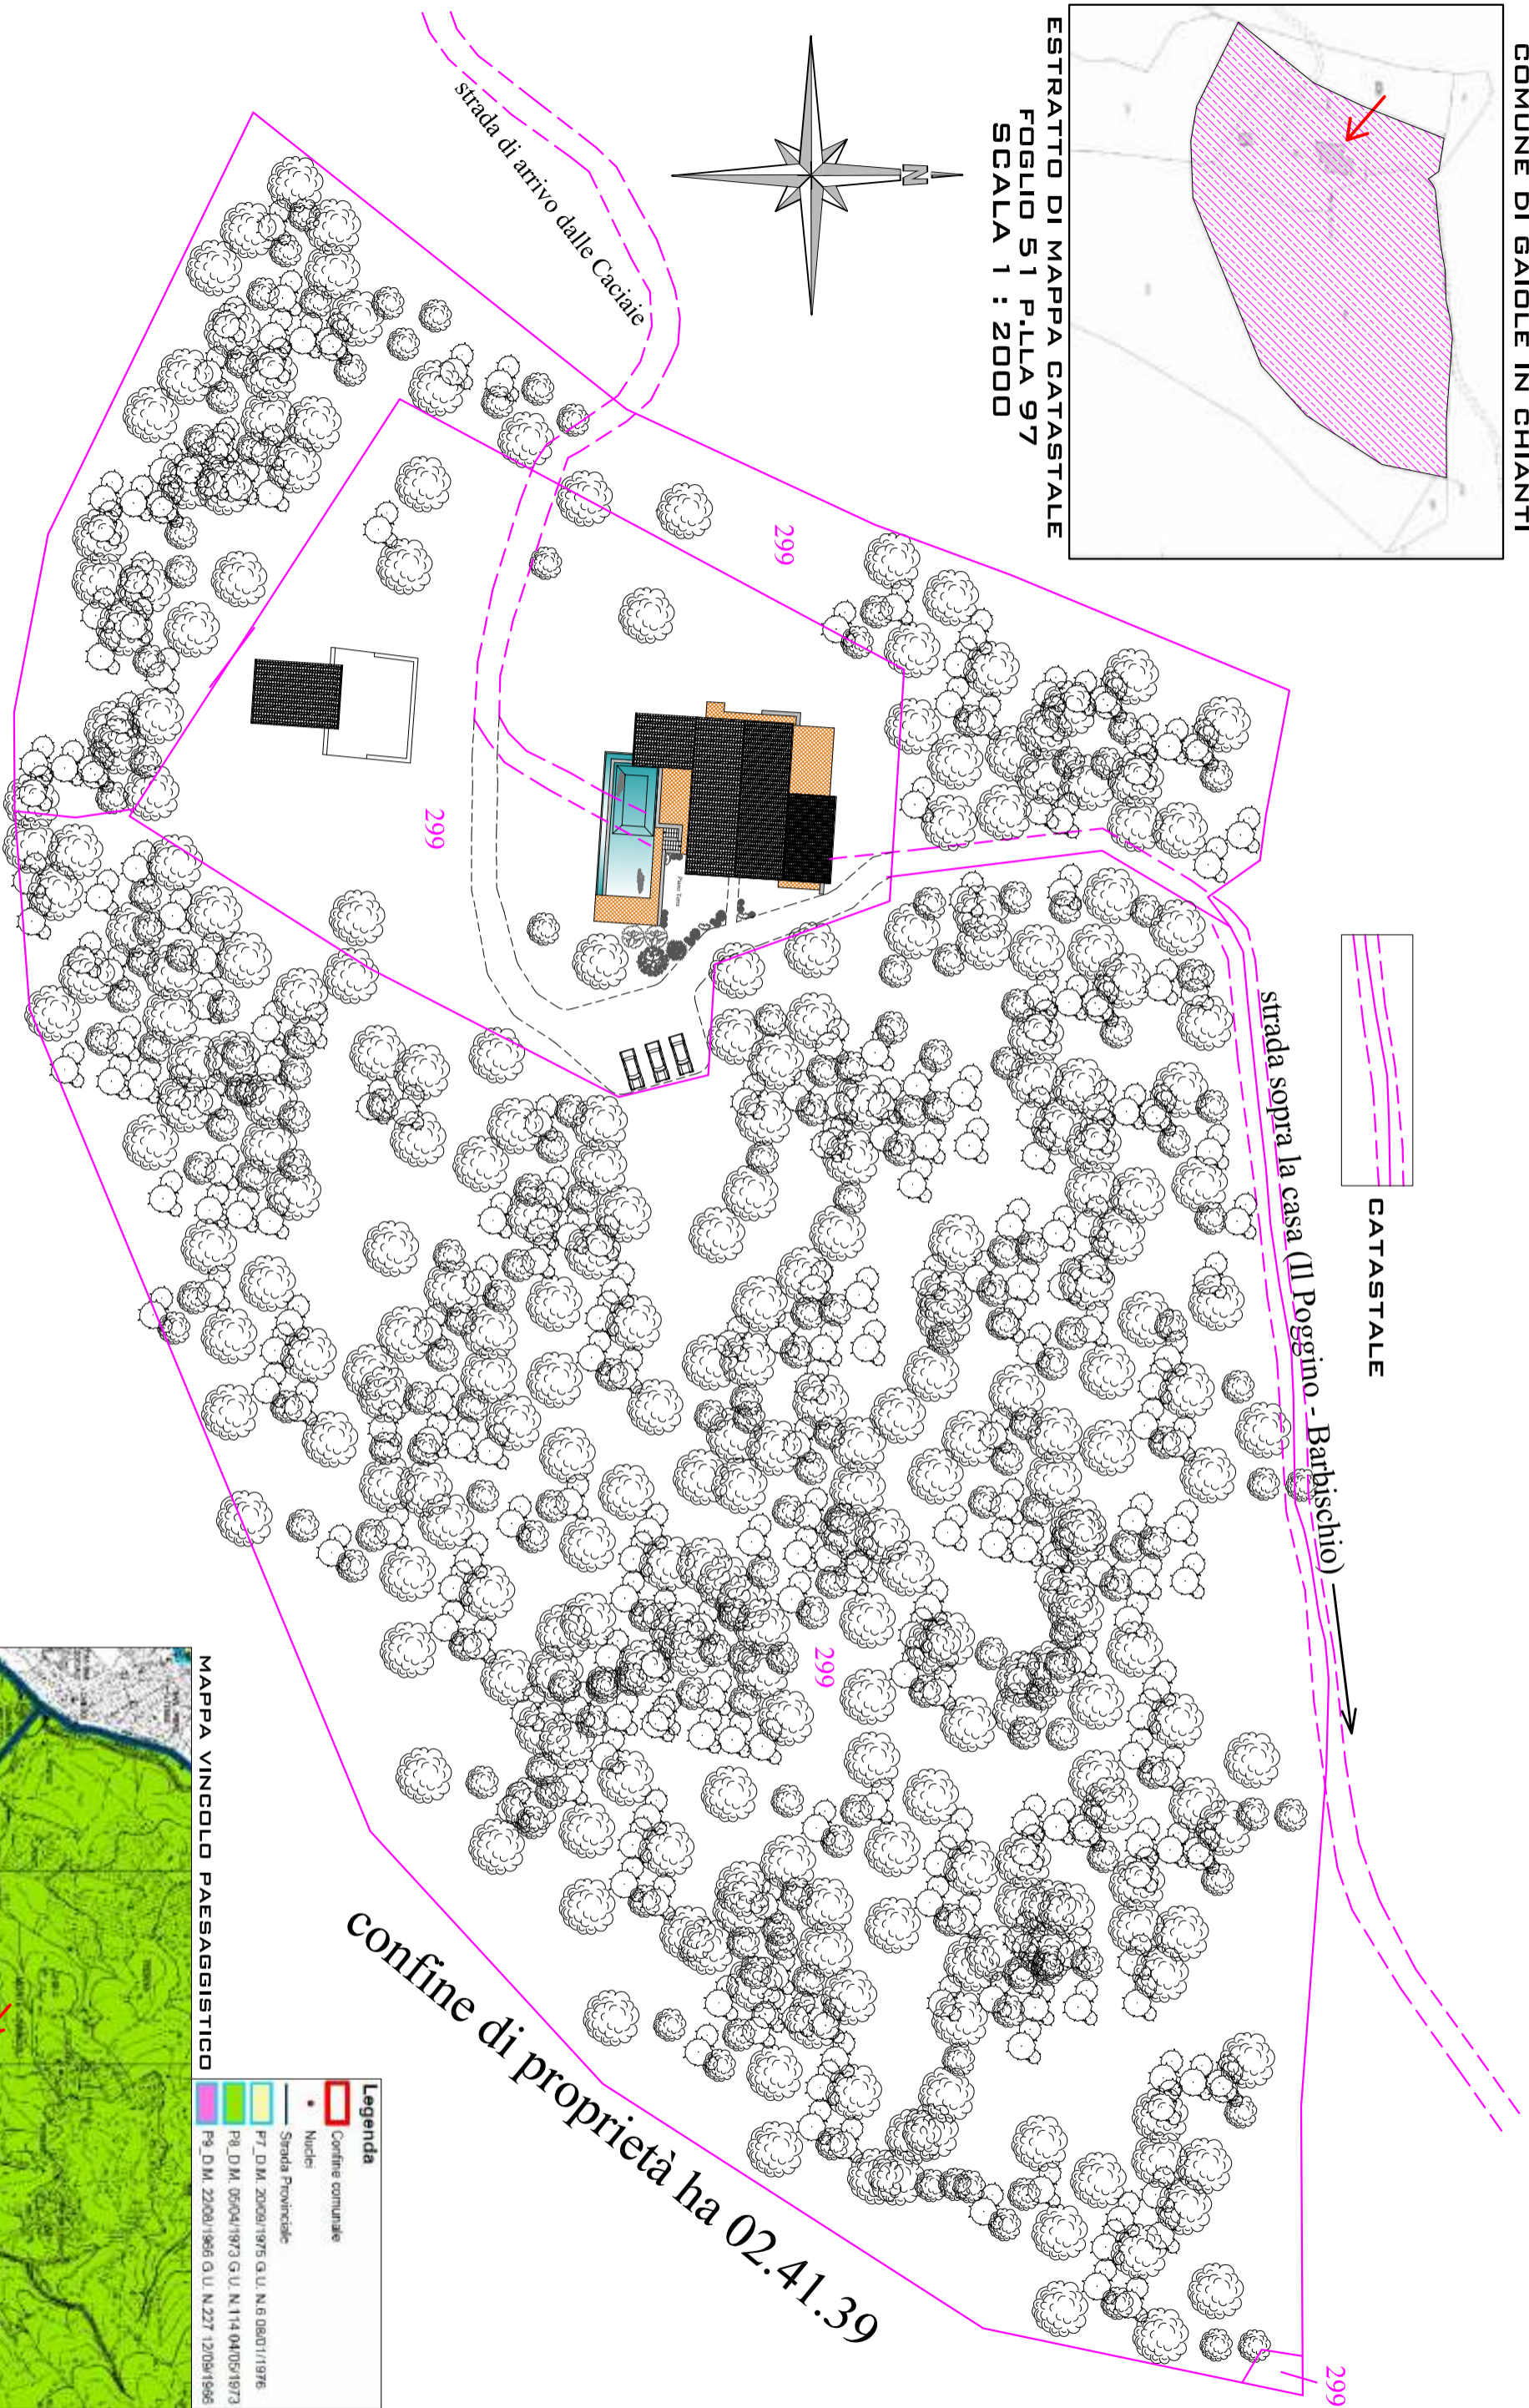 COMUNE DI GAIOLE IN CHIANTI
ESTRATTO DI MAPPA CATASTALE
FOGLIO 51 P.LLA 97
SCALA 1 : 2000
N
strada di arrivo dalle Caciaie
CATASTALE
strada sopra la casa (Il Poggino - Barbischio)
299
299
299
299
Piano Terra
confine di proprietà ha 02.41.39
MAPPA VINCOLO PAESAGGISTICO
Legenda
Confine comunale
Nuclei
Strada Provinciale
P7_D.M. 20/09/1975 G.U. N.6 08/01/1976
P8_D.M. 05/04/1973 G.U. N.114 04/05/1973
P9_D.M. 22/08/1966 G.U. N.227 12/09/1966